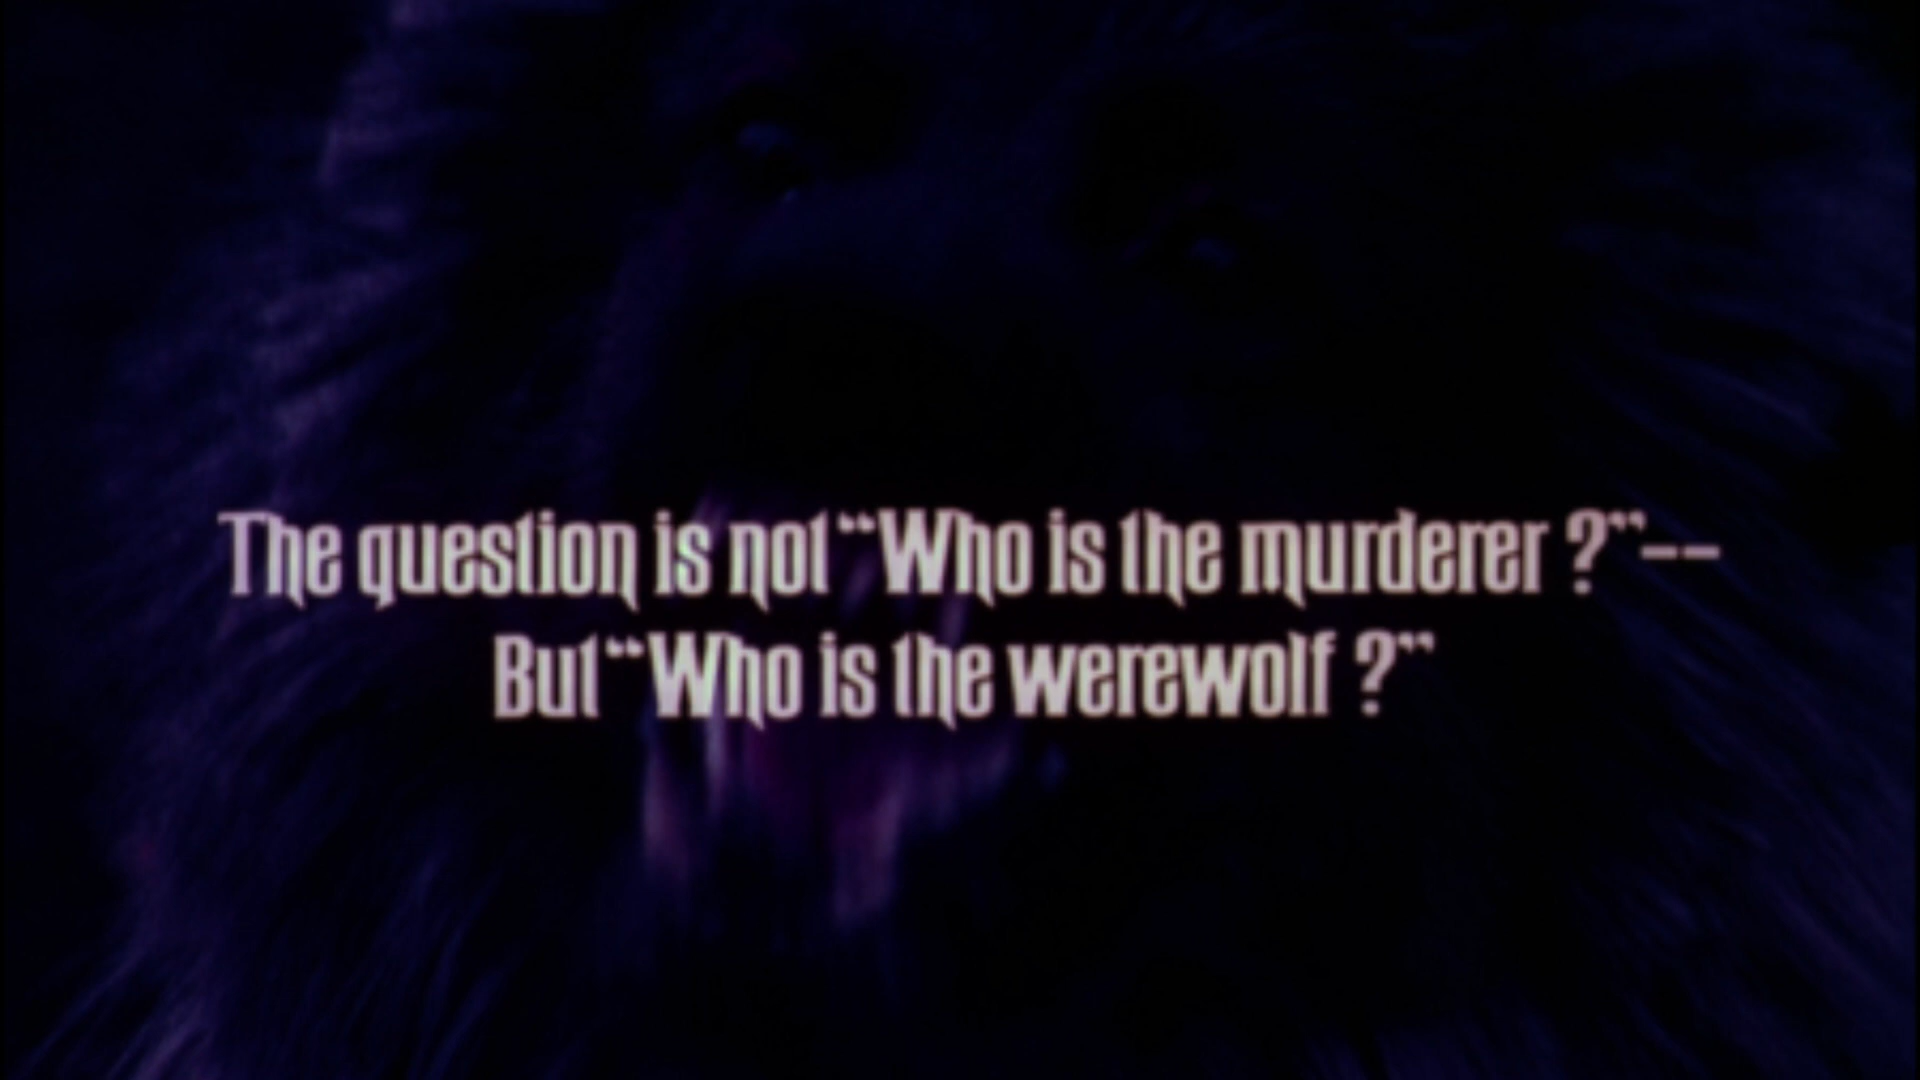 The question is not “Who is the murderer ?”--
But “Who is the werewolf ?”